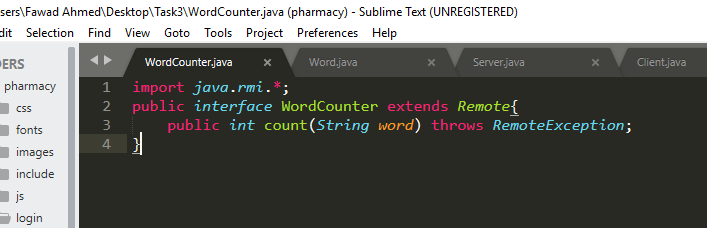 sers\Fawad Ahmed\Desktop\Task3\WordCounter.java (pharmacy) - Sublime Text (UNREGISTERED)
dit Selection Find View Goto Tools Project Preferences Help
DERS
pharmacy
css
fonts
images
include
js
login
WordCounter.java × Word.java × Server.java × Client.java
1 import java.rmi.*;
2 public interface WordCounter extends Remote{
3 public int count(String word) throws RemoteException;
4 }